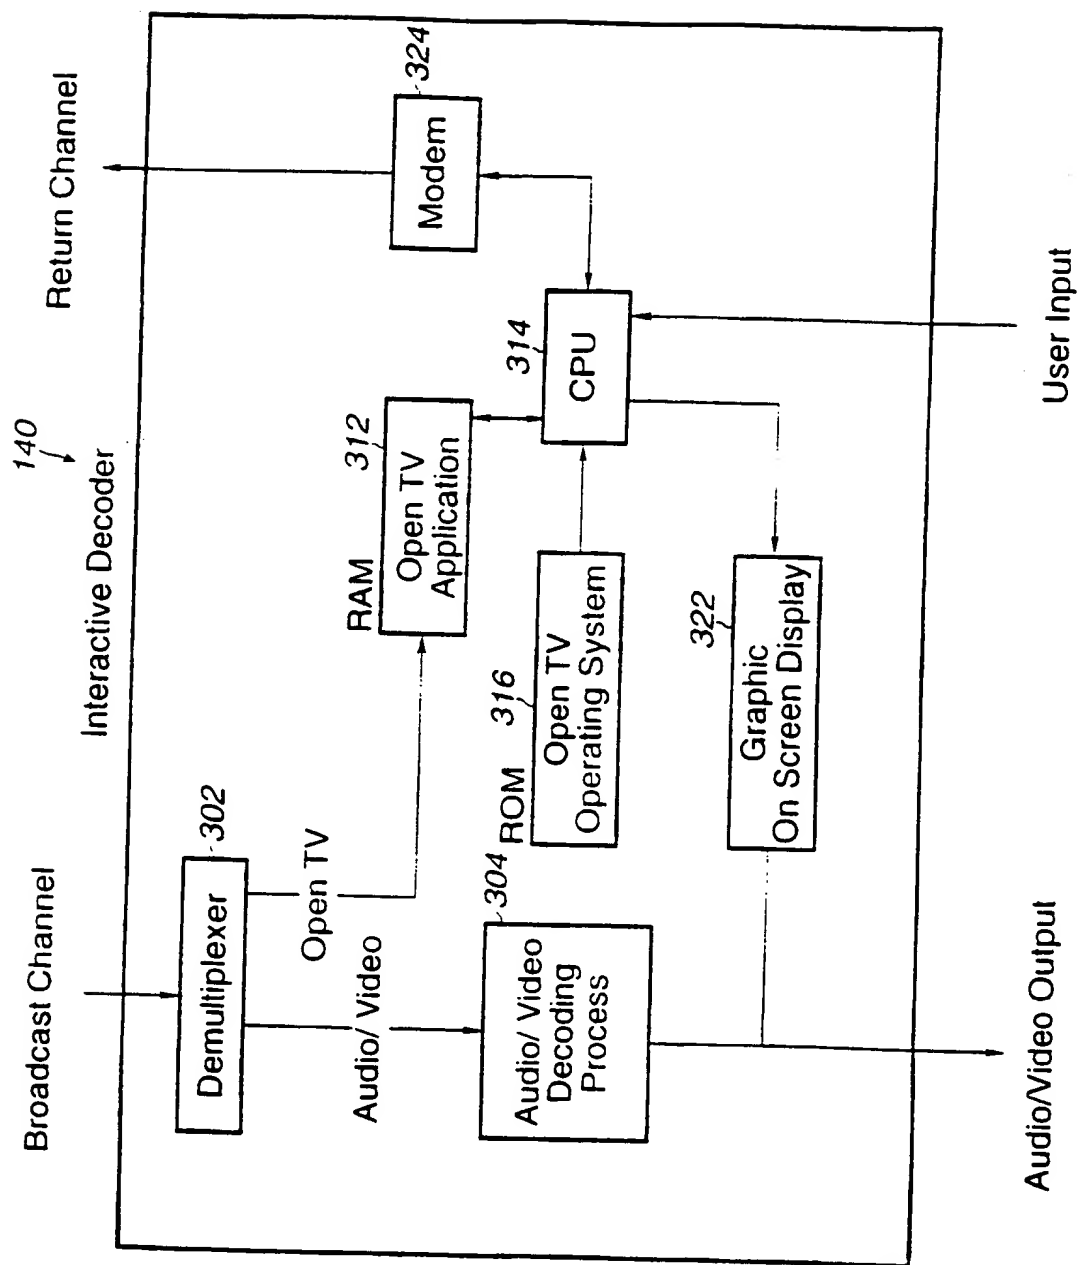 140
Interactive Decoder
Broadcast Channel
Return Channel
Demultiplexer
302
Open TV
Audio/ Video
RAM
312
Open TV
Application
Modem
324
314
CPU
304
Audio/ Video
Decoding
Process
ROM
316
Open TV
Operating System
322
Graphic
On Screen Display
Audio/Video Output
User Input